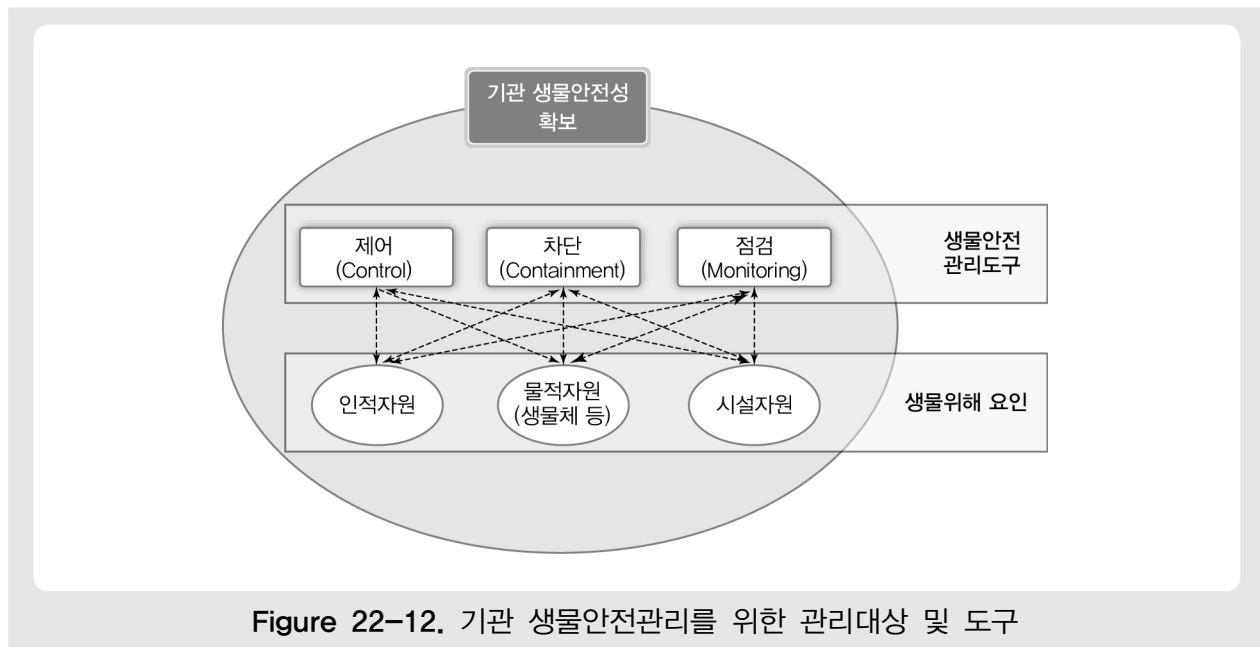 기관 생물안전성
확보
제어
(Control)
차단
(Containment)
점검
(Monitoring)
생물안전
관리도구
인적자원
물적자원
(생물체 등)
시설자원
생물위해 요인
Figure 22-12. 기관 생물안전관리를 위한 관리대상 및 도구